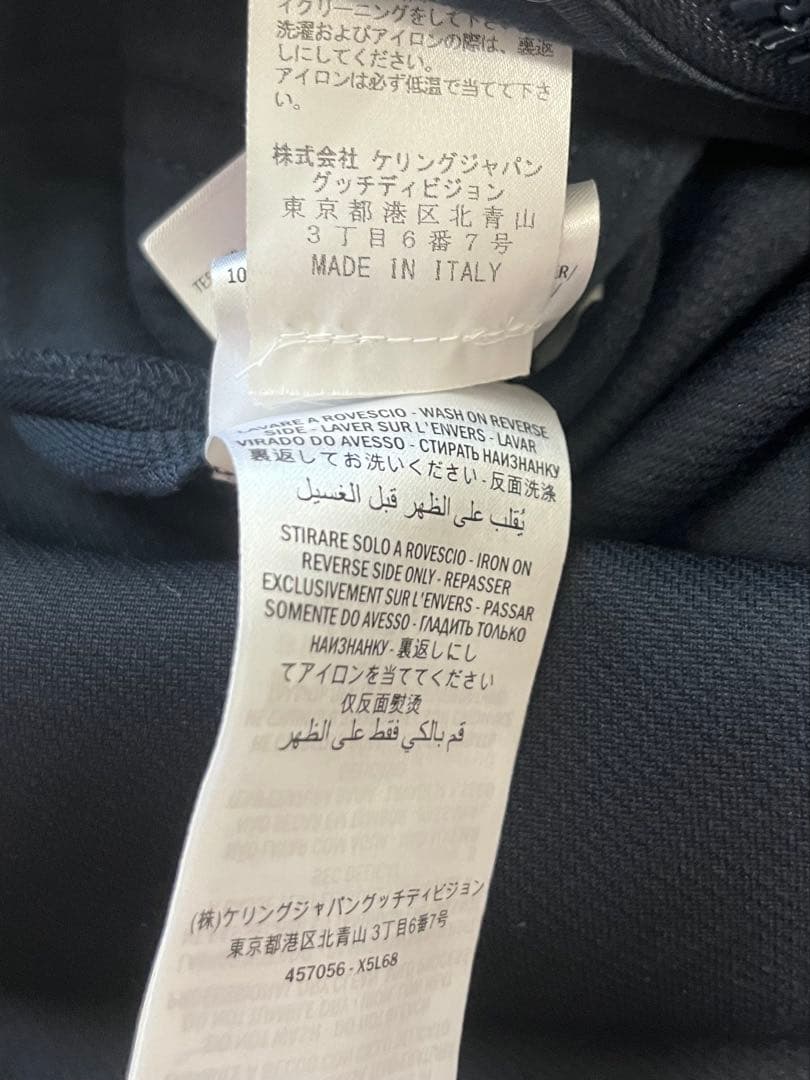 イクリーニングをして下さい。
洗濯およびアイロンの際は、裏返
しにしてください。
アイロンは必ず低温で当てて下さ
い。
株式会社 ケリングジャパン
グッチディビジョン
東京都港区北青山
3丁目6番7号
MADE IN ITALY
TES
10
ER/
LAVARE A ROVESCIO - WASH ON REVERSE
SIDE - LAVER SUR L'ENVERS - LAVAR
VIRADO DO AVESSO - СТИРАТЬ НАИЗНАНКУ
裏返してお洗いください - 反面洗涤
يُقلب على الظهر قبل الغسيل
STIRARE SOLO A ROVESCIO - IRON ON
REVERSE SIDE ONLY - REPASSER
EXCLUSIVEMENT SUR L'ENVERS - PASSAR
SOMENTE DO AVESSO - ГЛАДИТЬ ТОЛЬКО
НАИЗНАНКУ - 裏返しにし
てアイロンを当ててください
仅反面熨烫
قم بالكي فقط على الظهر
(株)ケリングジャパングッチディビジョン
東京都港区北青山 3丁目6番7号
457056 - X5L68